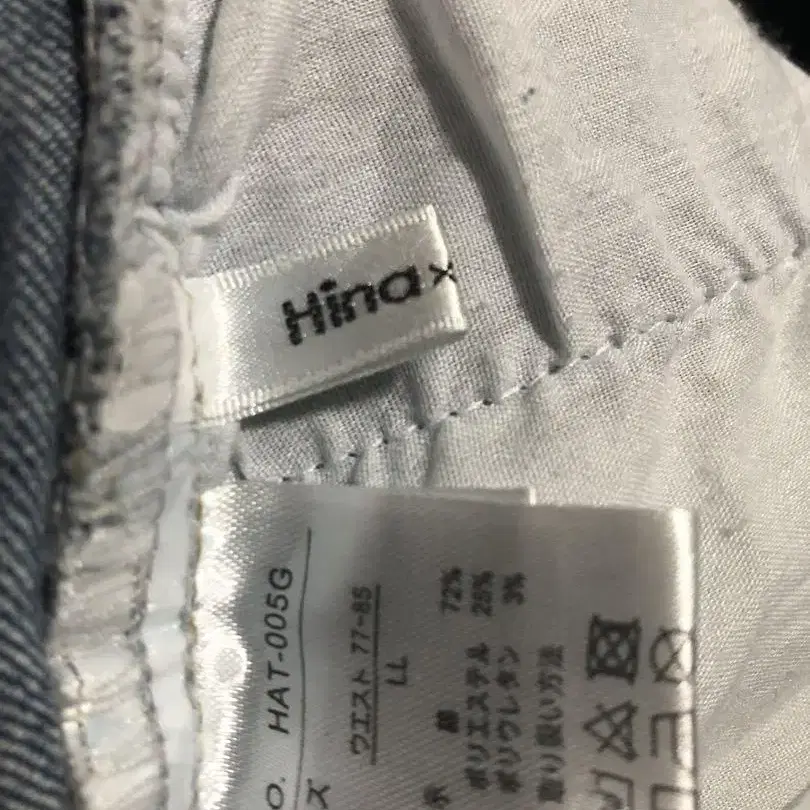 Hina×
O. HAT-005G
ズ
ウエスト 77-85
LL
示
綿 72%
ポリエステル 25%
ポリウレタン 3%
取り扱い方法